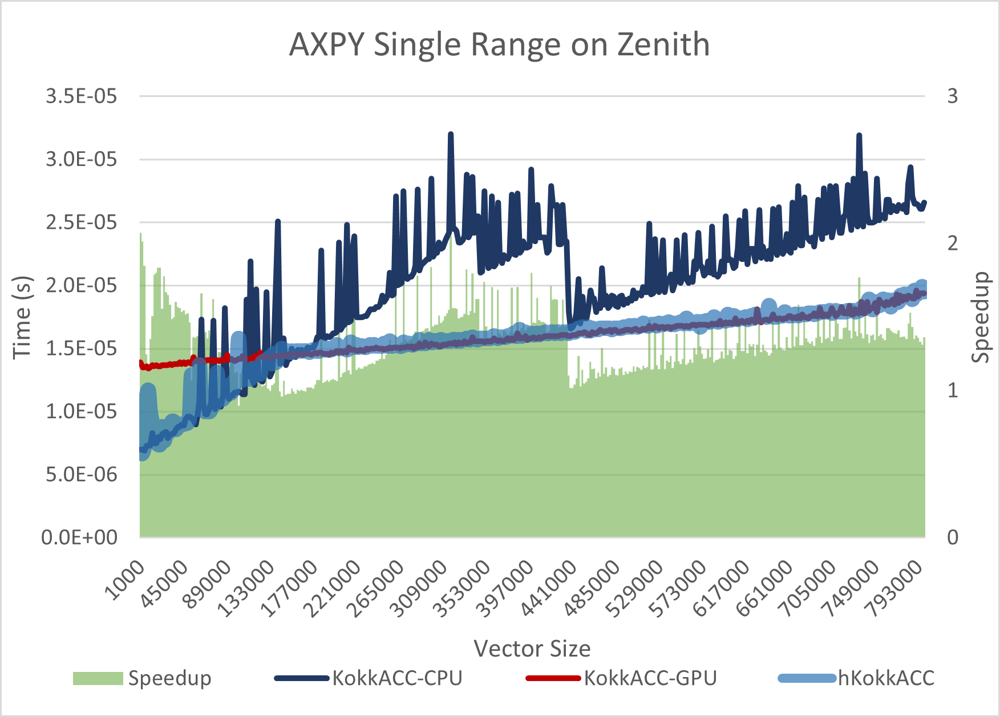 AXPY Single Range on Zenith
3.5E-05
3.0E-05
2.5E-05
2.0E-05
1.5E-05
1.0E-05
5.0E-06
0.0E+00
Time (s)
3
2
1
0
Speedup
1000
45000
89000
133000
177000
221000
265000
309000
353000
397000
441000
485000
529000
573000
617000
661000
705000
749000
793000
Vector Size
Speedup
KokkACC-CPU
KokkACC-GPU
hKokkACC